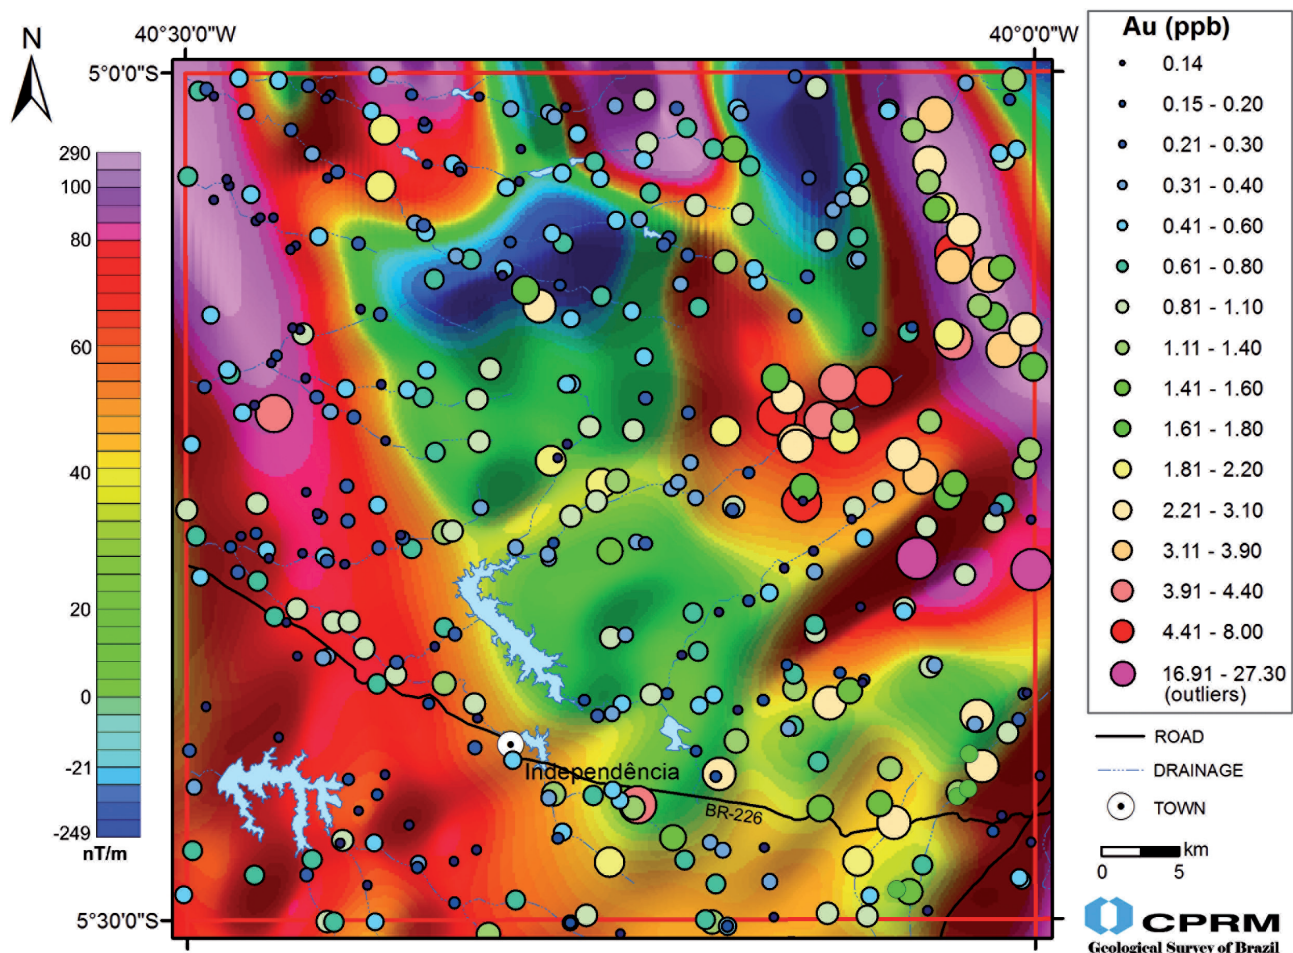 N
40°30'0"W
40°0'0"W
5°0'0"S
5°30'0"S
290
100
80
60
40
20
0
-21
-249
nT/m
Independência
BR-226
Au (ppb)
0.14
0.15 - 0.20
0.21 - 0.30
0.31 - 0.40
0.41 - 0.60
0.61 - 0.80
0.81 - 1.10
1.11 - 1.40
1.41 - 1.60
1.61 - 1.80
1.81 - 2.20
2.21 - 3.10
3.11 - 3.90
3.91 - 4.40
4.41 - 8.00
16.91 - 27.30
(outliers)
ROAD
DRAINAGE
TOWN
km
0 5
CPRM
Geological Survey of Brazil